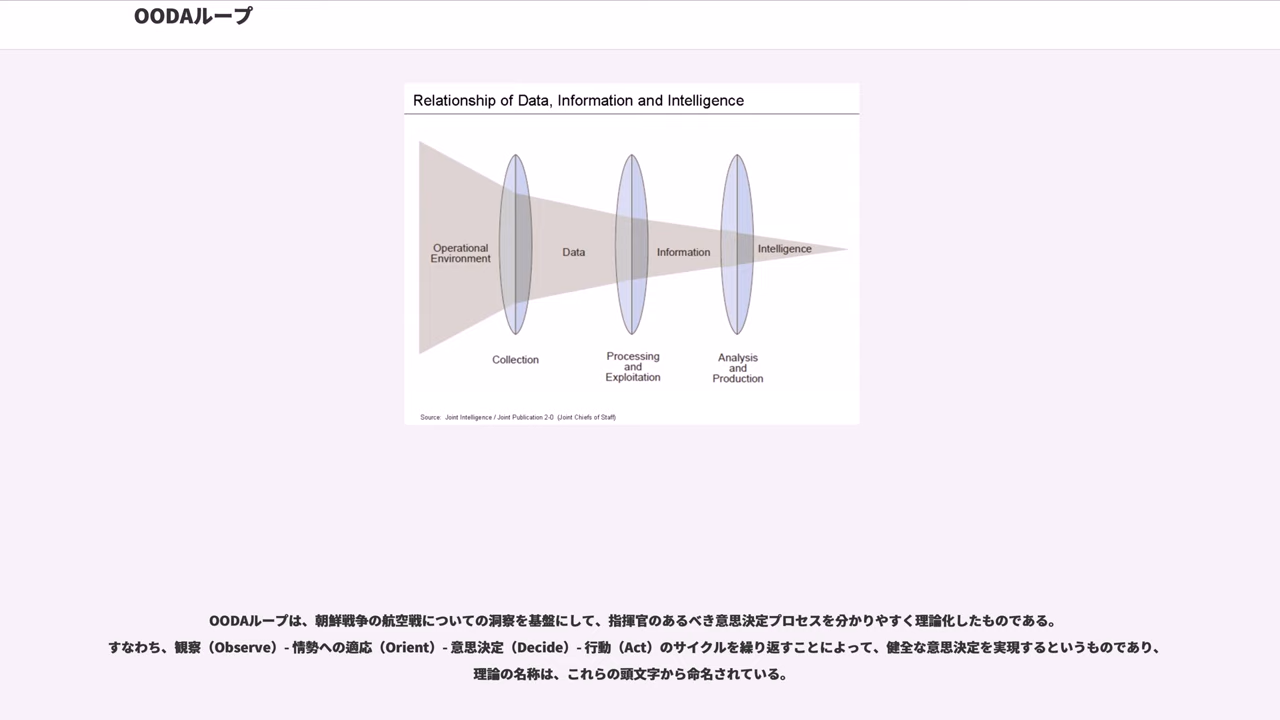 OODAループ
Relationship of Data, Information and Intelligence
Operational
Environment
Data
Information
Intelligence
Collection
Processing
and
Exploitation
Analysis
and
Production
Source: Joint Intelligence / Joint Publication 2-0 (Joint Chiefs of Staff)
OODAループは、朝鮮戦争の航空戦についての洞察を基盤にして、指揮官のあるべき意思決定プロセスを分かりやすく理論化したものである。
すなわち、観察（Observe）- 情勢への適応（Orient）- 意思決定（Decide）- 行動（Act）のサイクルを繰り返すことによって、健全な意思決定を実現するというものであり、
理論の名称は、これらの頭文字から命名されている。